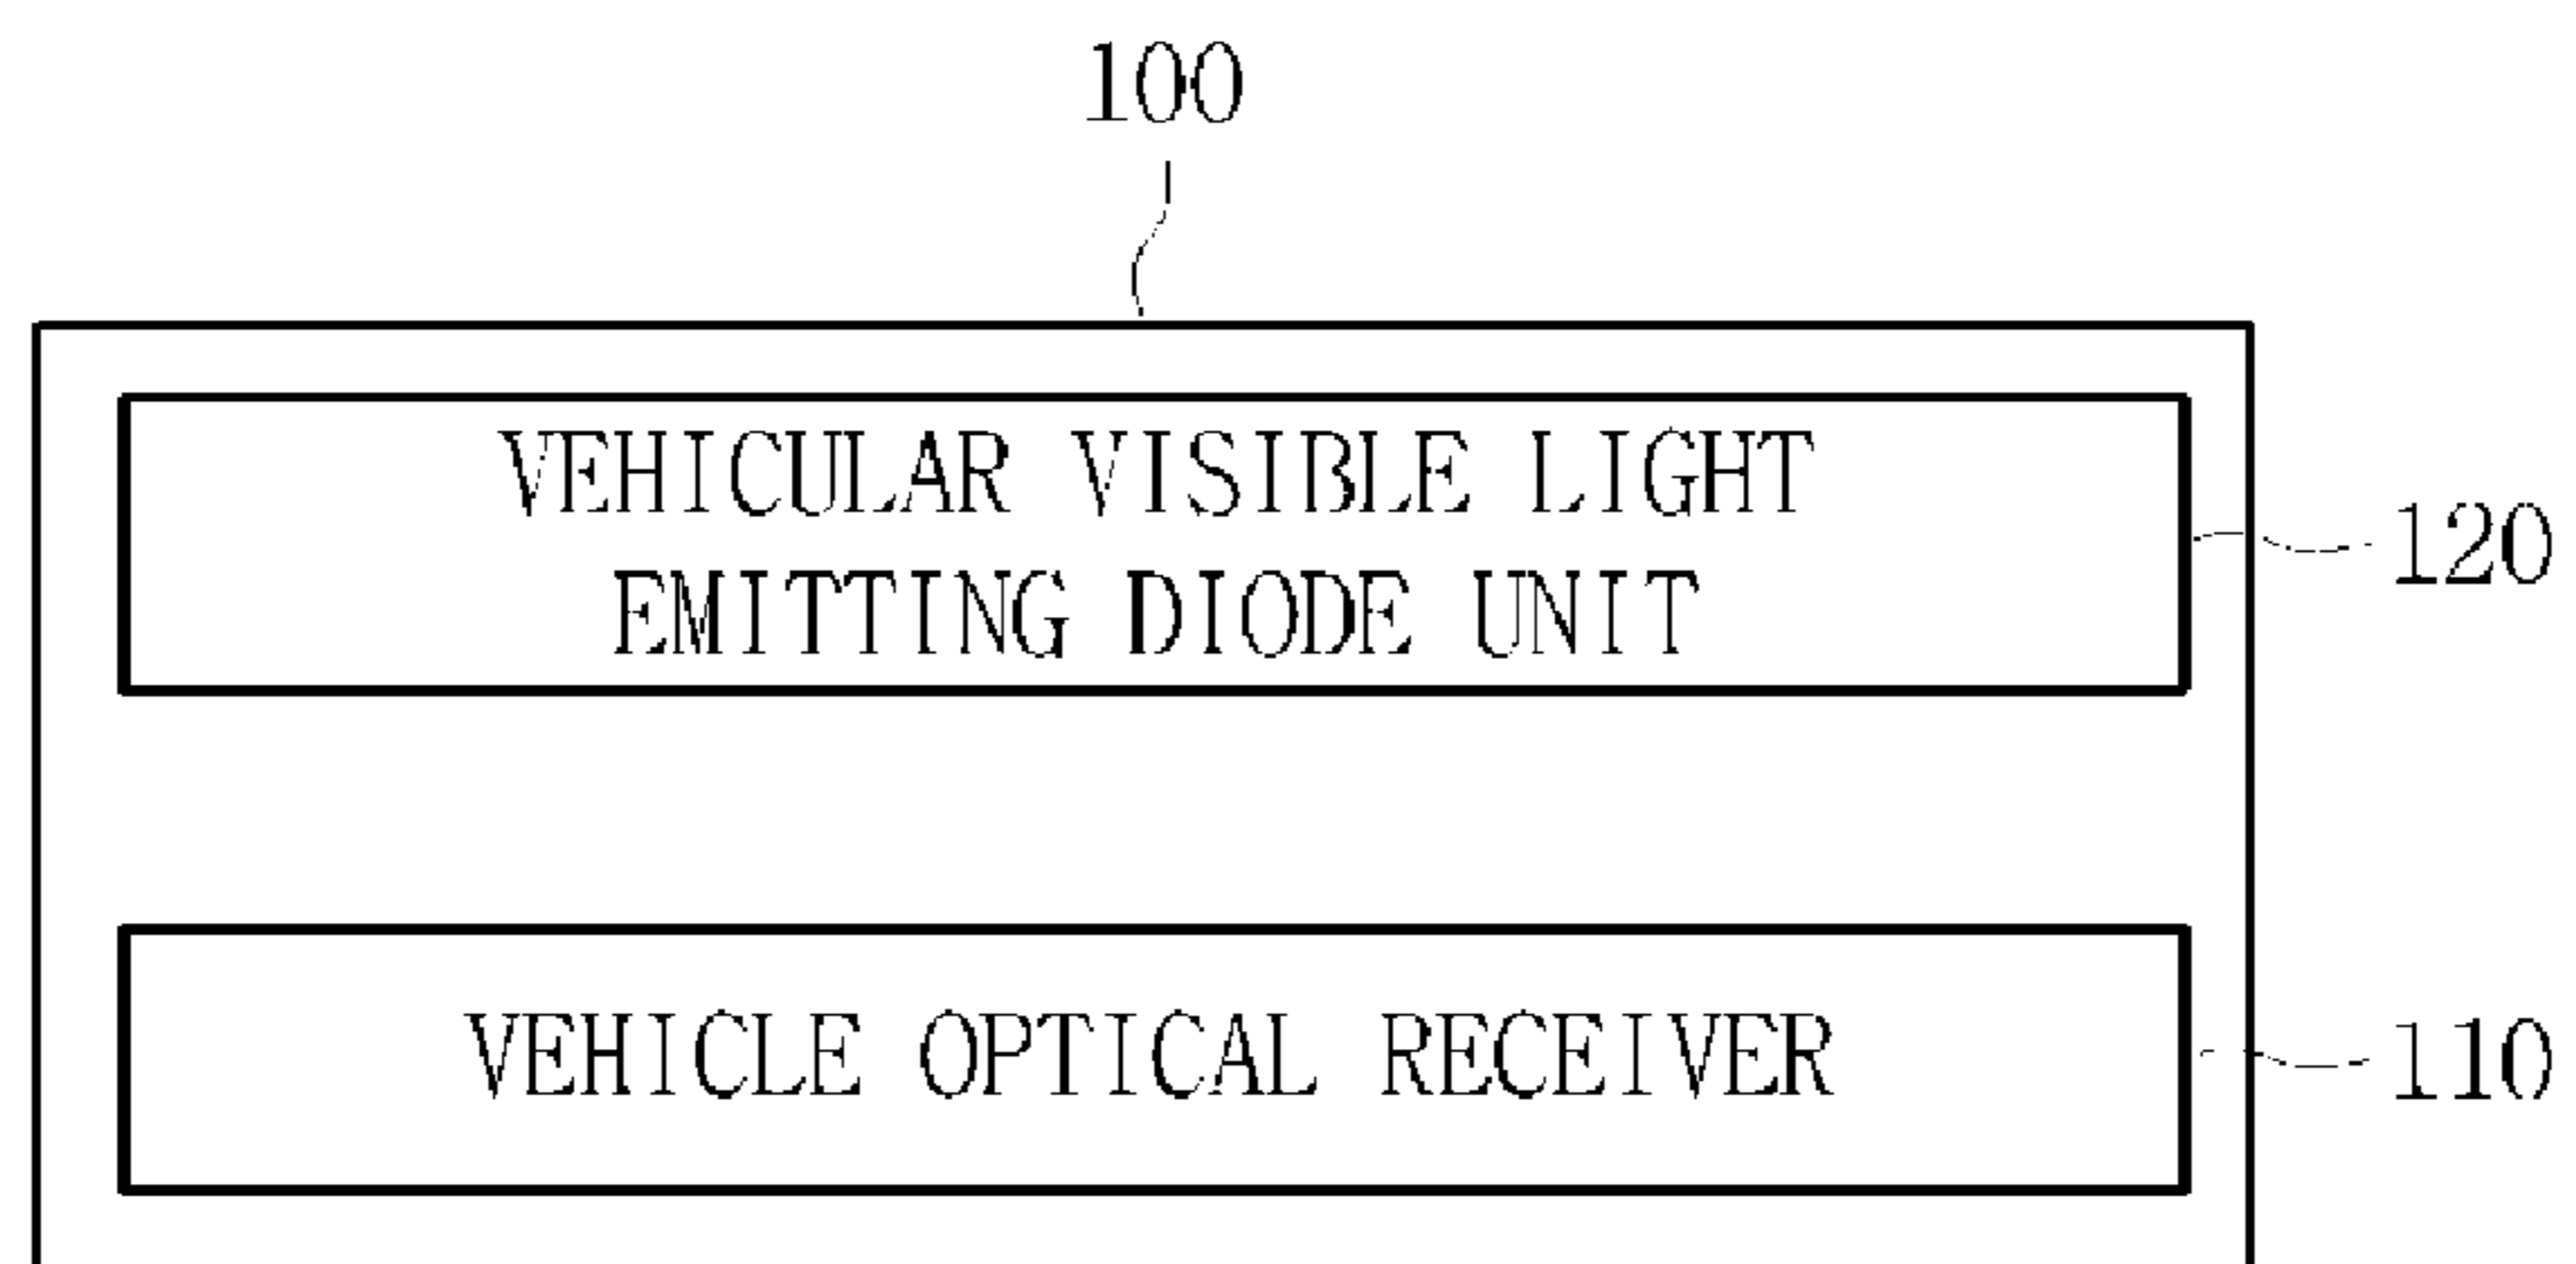 100
VEHICULAR VISIBLE LIGHT
EMITTING DIODE UNIT
120
VEHICLE OPTICAL RECEIVER
110